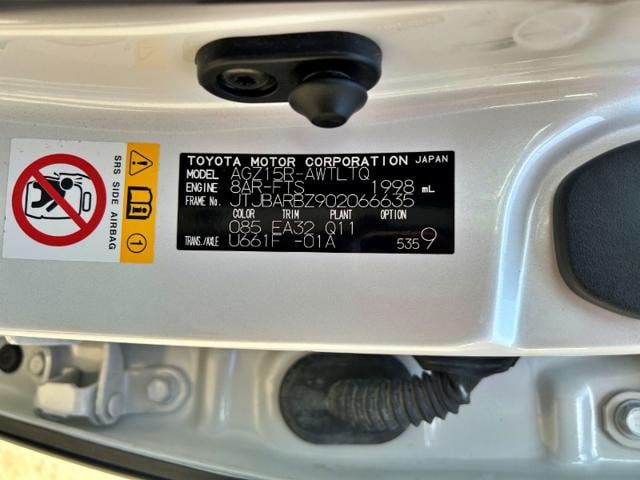 TOYOTA MOTOR CORPORATION JAPAN
MODEL AGZ15R-AWTLTQ
ENGINE 8AR-FTS 1998 mL
FRAME No. JTJBARBZ902066635
COLOR TRIM PLANT OPTION
085 EA32 Q11
TRANS./AXLE U661F -01A 5359
SRS SIDE AIRBAG
1